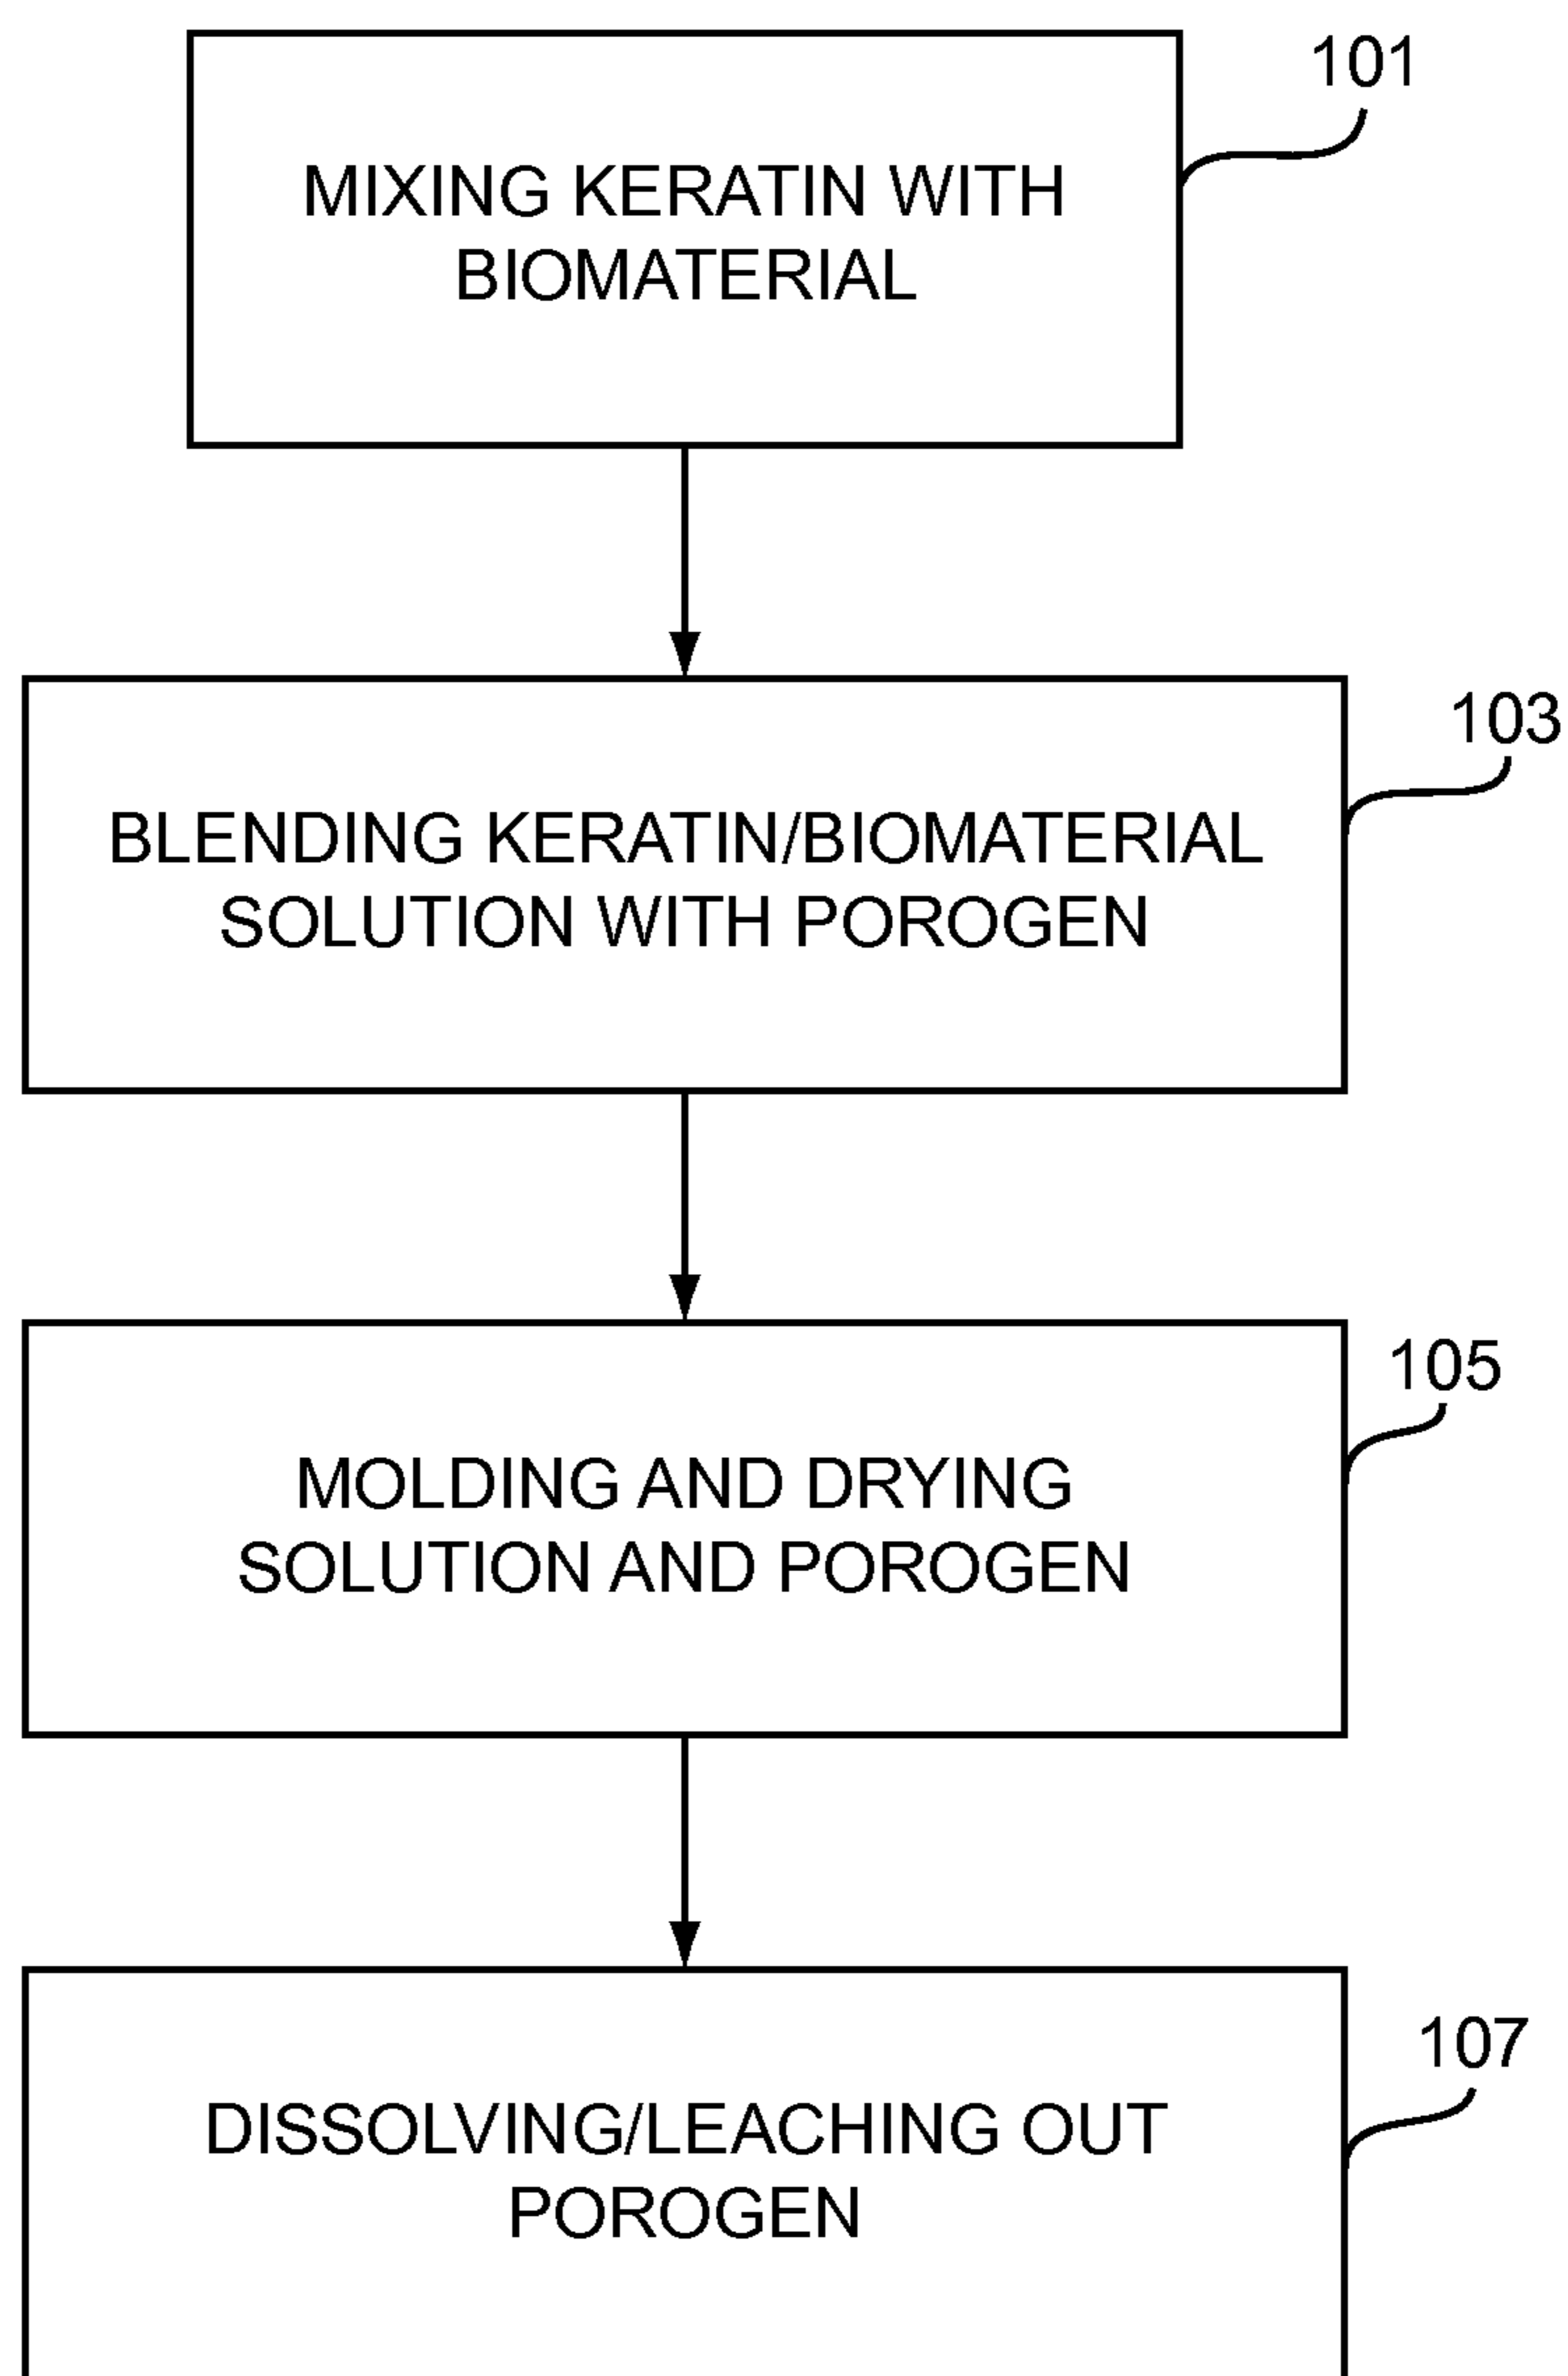 101
MIXING KERATIN WITH
BIOMATERIAL
103
BLENDING KERATIN/BIOMATERIAL
SOLUTION WITH POROGEN
105
MOLDING AND DRYING
SOLUTION AND POROGEN
107
DISSOLVING/LEACHING OUT
POROGEN